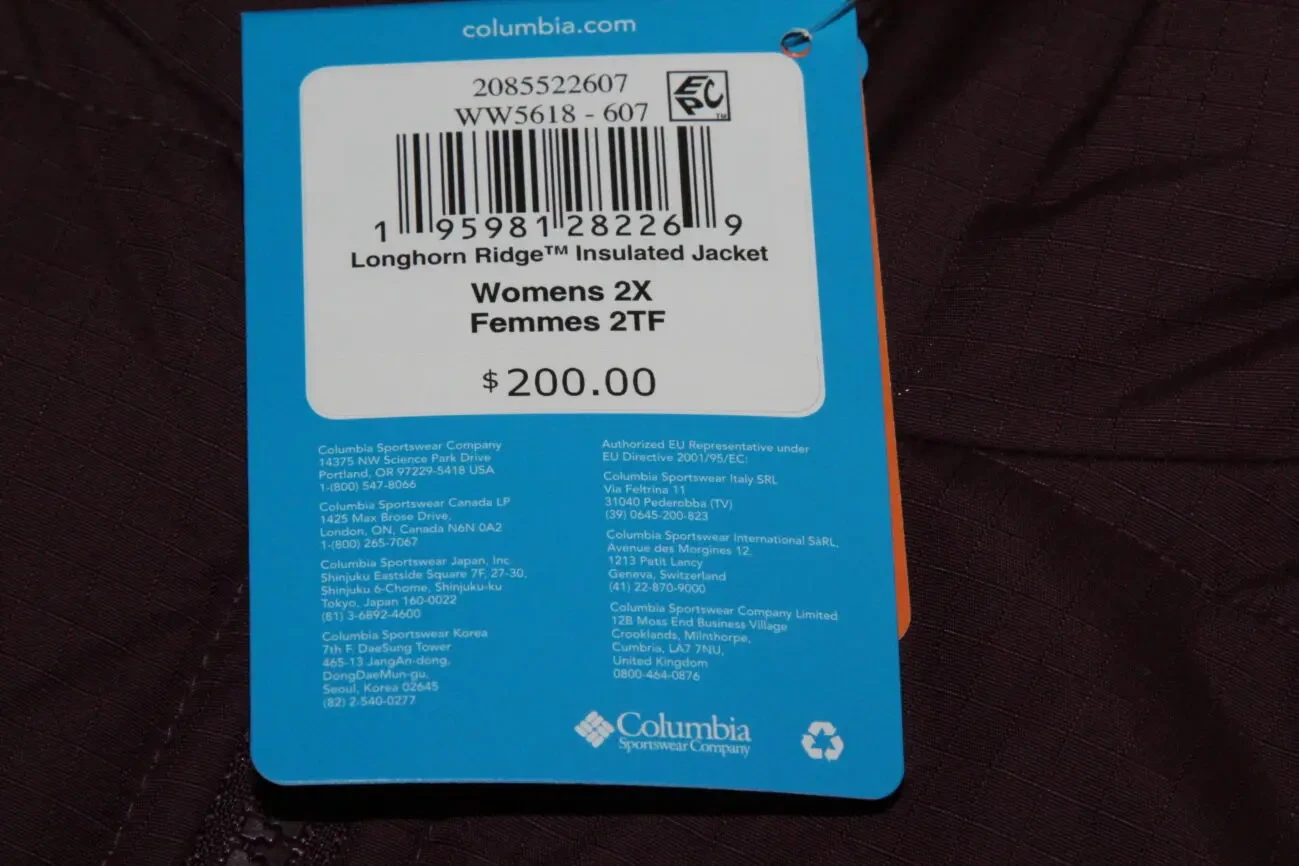 columbia.com
2085522607
WW5618 - 607
EPC
TM
1 95981 28226 9
Longhorn Ridge™ Insulated Jacket
Womens 2X
Femmes 2TF
$200.00
Columbia Sportswear Company
14375 NW Science Park Drive
Portland, OR 97229-5418 USA
1-(800) 547-8066
Columbia Sportswear Canada LP
1425 Max Brose Drive,
London, ON, Canada N6N 0A2
1-(800) 265-7067
Columbia Sportswear Japan, Inc.
Shinjuku Eastside Square 7F, 27-30,
Shinjuku 6-Chome, Shinjuku-ku
Tokyo, Japan 160-0022
(81) 3-6892-4600
Columbia Sportswear Korea
7th F. DaeSung Tower
465-13 JangAn-dong,
DongDaeMun-gu,
Seoul, Korea 02645
(82) 2-540-0277
Authorized EU Representative under
EU Directive 2001/95/EC:
Columbia Sportswear Italy SRL
Via Feltrina 11
31040 Pederobba (TV)
(39) 0645-200-823
Columbia Sportswear International SàRL,
Avenue des Morgines 12,
1213 Petit Lancy
Geneva, Switzerland
(41) 22-870-9000
Columbia Sportswear Company Limited
12B Moss End Business Village
Crooklands, Milnthorpe,
Cumbria, LA7 7NU,
United Kingdom
0800-464-0876
Columbia
Sportswear Company